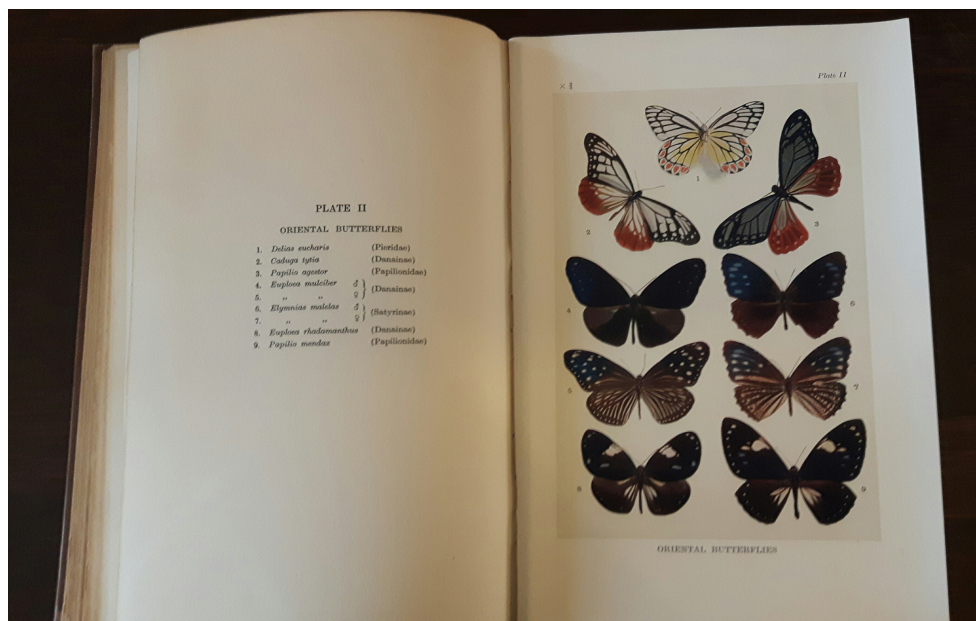 PLATE II
ORIENTAL BUTTERFLIES
1. Delias eucharis (Pieridae)
2. Caduga tytia (Danainae)
3. Papilio agestor (Papilionidae)
4. Euploea mulciber ♂ } (Danainae)
5. ,, ,, ♀
6. Elymnias malelas ♂ } (Satyrinae)
7. ,, ,, ♀
8. Euploea rhadamanthus (Danainae)
9. Papilio mendax (Papilionidae)
Plate II
1
2
3
4
6
5
7
8
9
ORIENTAL BUTTERFLIES